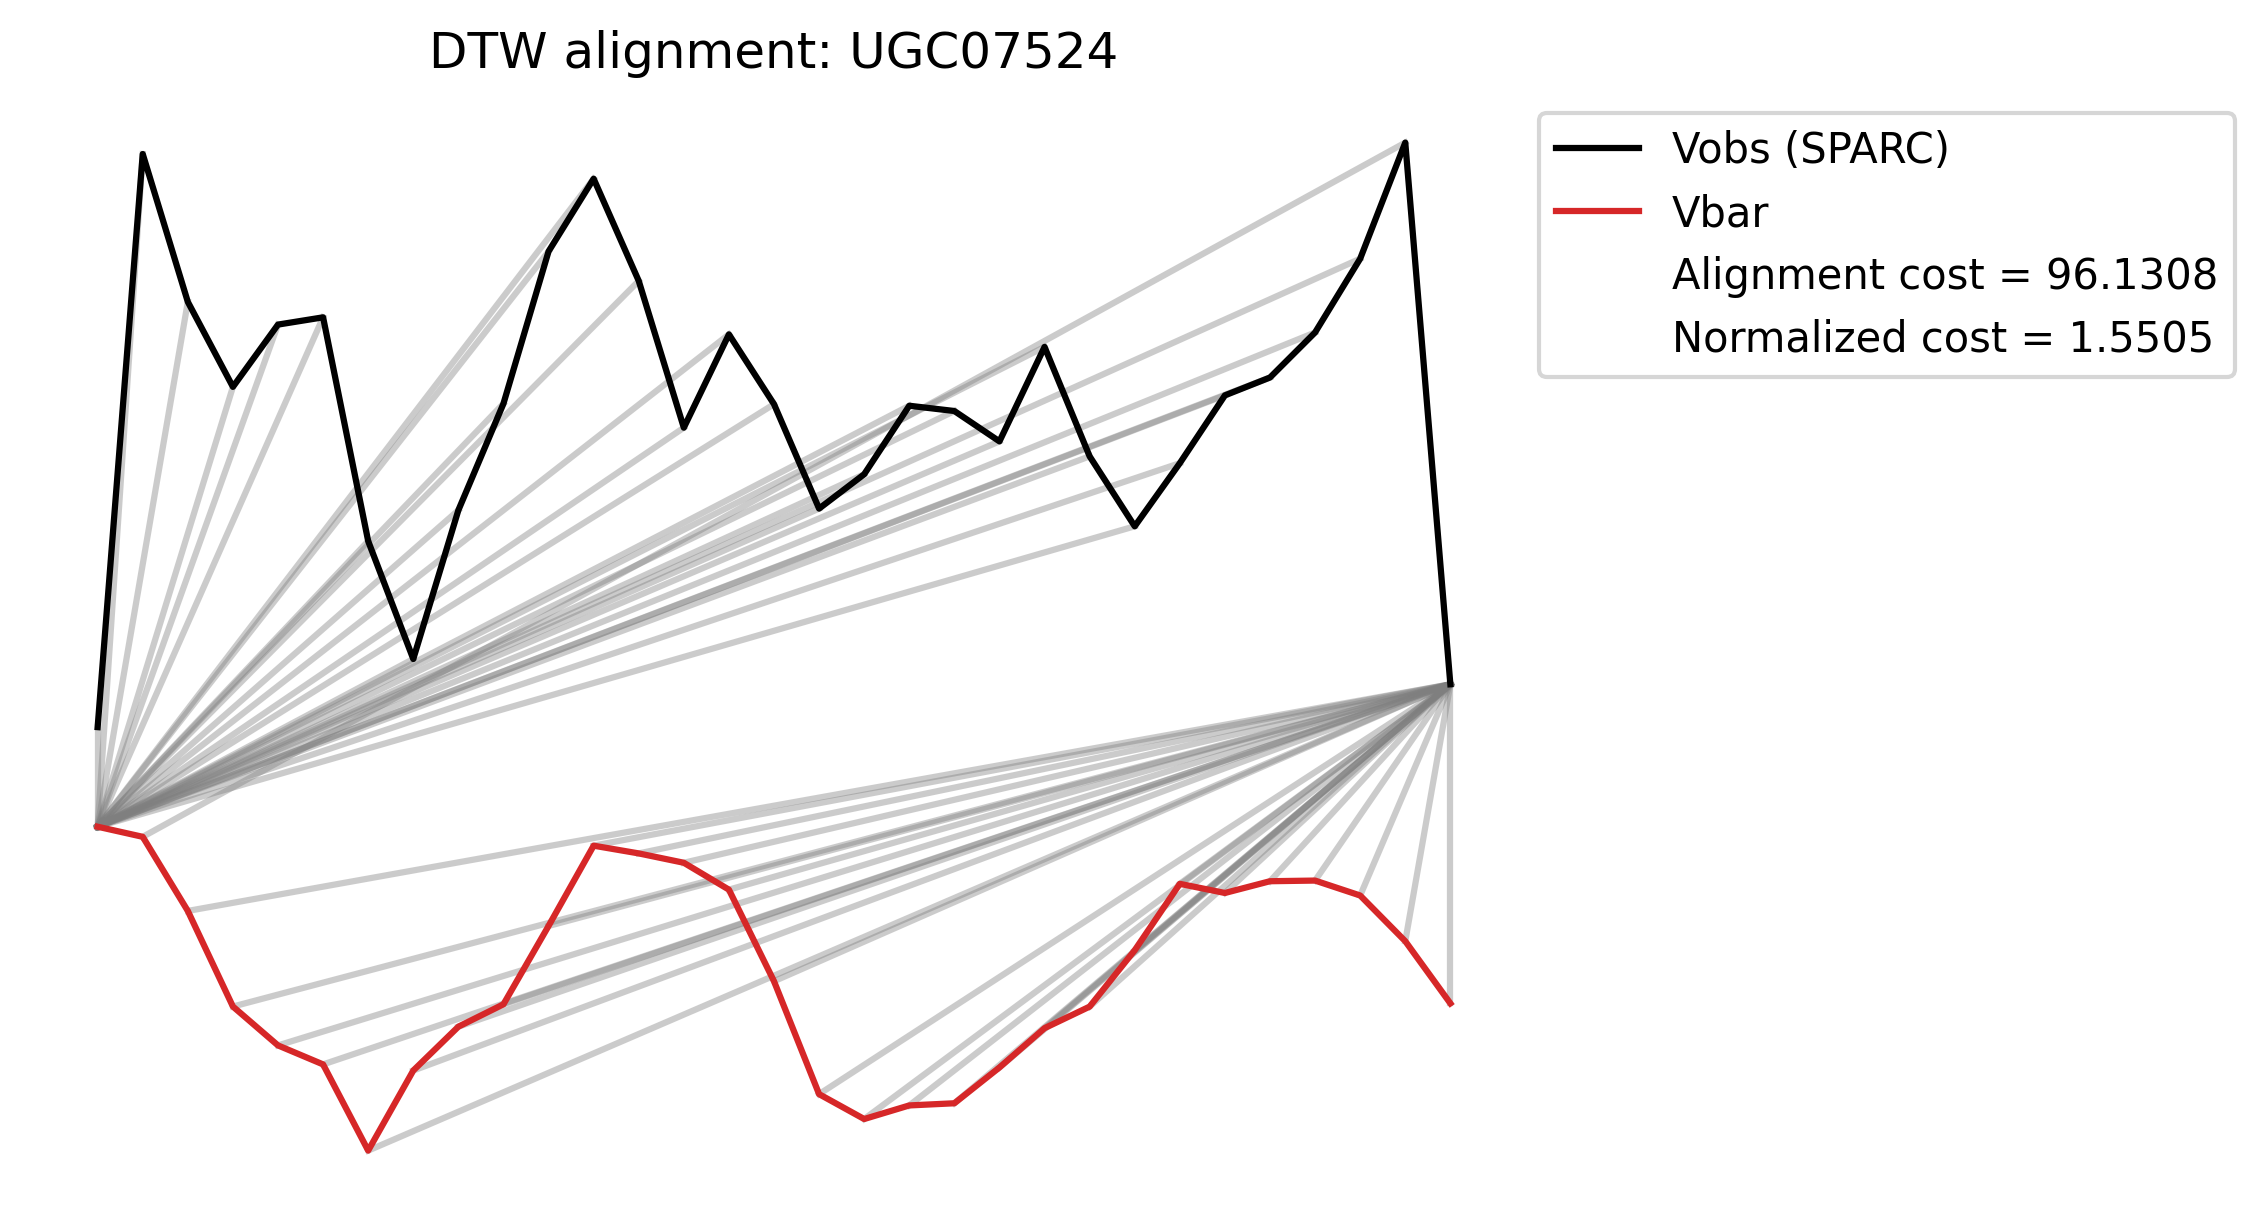 DTW alignment: UGC07524
Vobs (SPARC)
Vbar
Alignment cost = 96.1308
Normalized cost = 1.5505